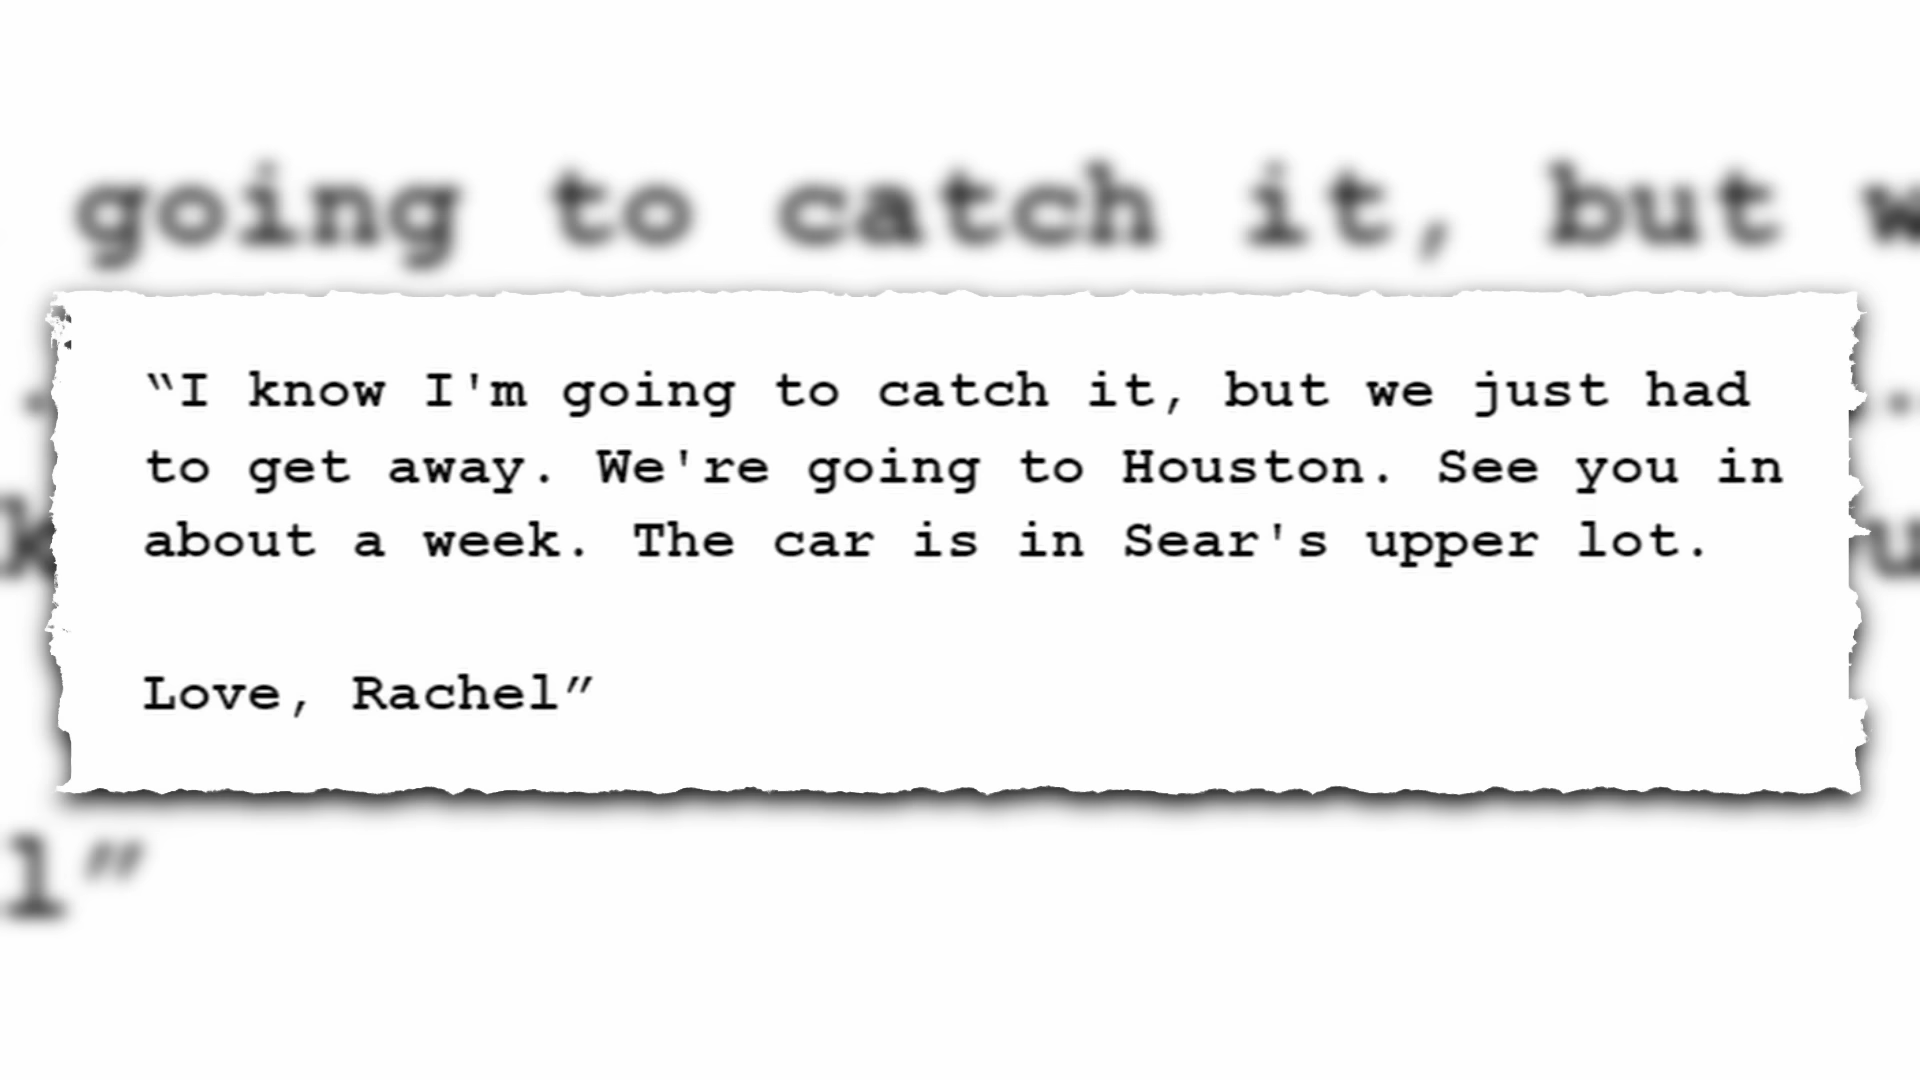 going to catch it, but w
“I know I'm going to catch it, but we just had
to get away. We're going to Houston. See you in
about a week. The car is in Sear's upper lot.
Love, Rachel”
l”